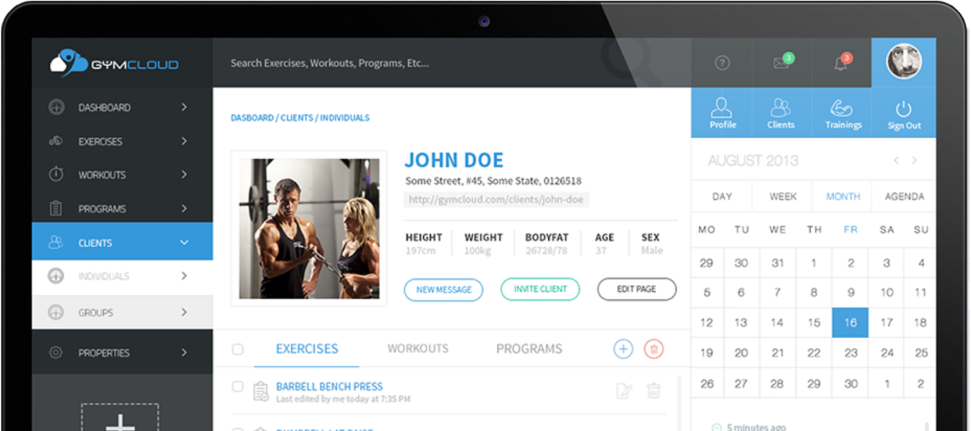 GYMCLOUD
Search Exercises, Workouts, Programs, Etc...
?
3
3
DASHBOARD
EXERCISES
WORKOUTS
PROGRAMS
CLIENTS
INDIVIDUALS
GROUPS
PROPERTIES
DASBOARD / CLIENTS / INDIVIDUALS
JOHN DOE
Some Street, #45, Some State, 0126518
http://gymcloud.com/clients/john-doe
HEIGHT WEIGHT BODYFAT AGE SEX
197cm 100kg 26728/78 37 Male
NEW MESSAGE INVITE CLIENT EDIT PAGE
EXERCISES WORKOUTS PROGRAMS
BARBELL BENCH PRESS
Last edited by me today at 7:35 PM
Profile Clients Trainings Sign Out
AUGUST 2013
DAY WEEK MONTH AGENDA
MO TU WE TH FR SA SU
29 30 31 1 2 3 4
5 6 7 8 9 10 11
12 13 14 15 16 17 18
19 20 21 22 23 24 25
26 27 28 29 30 1 2
5 minutes ago